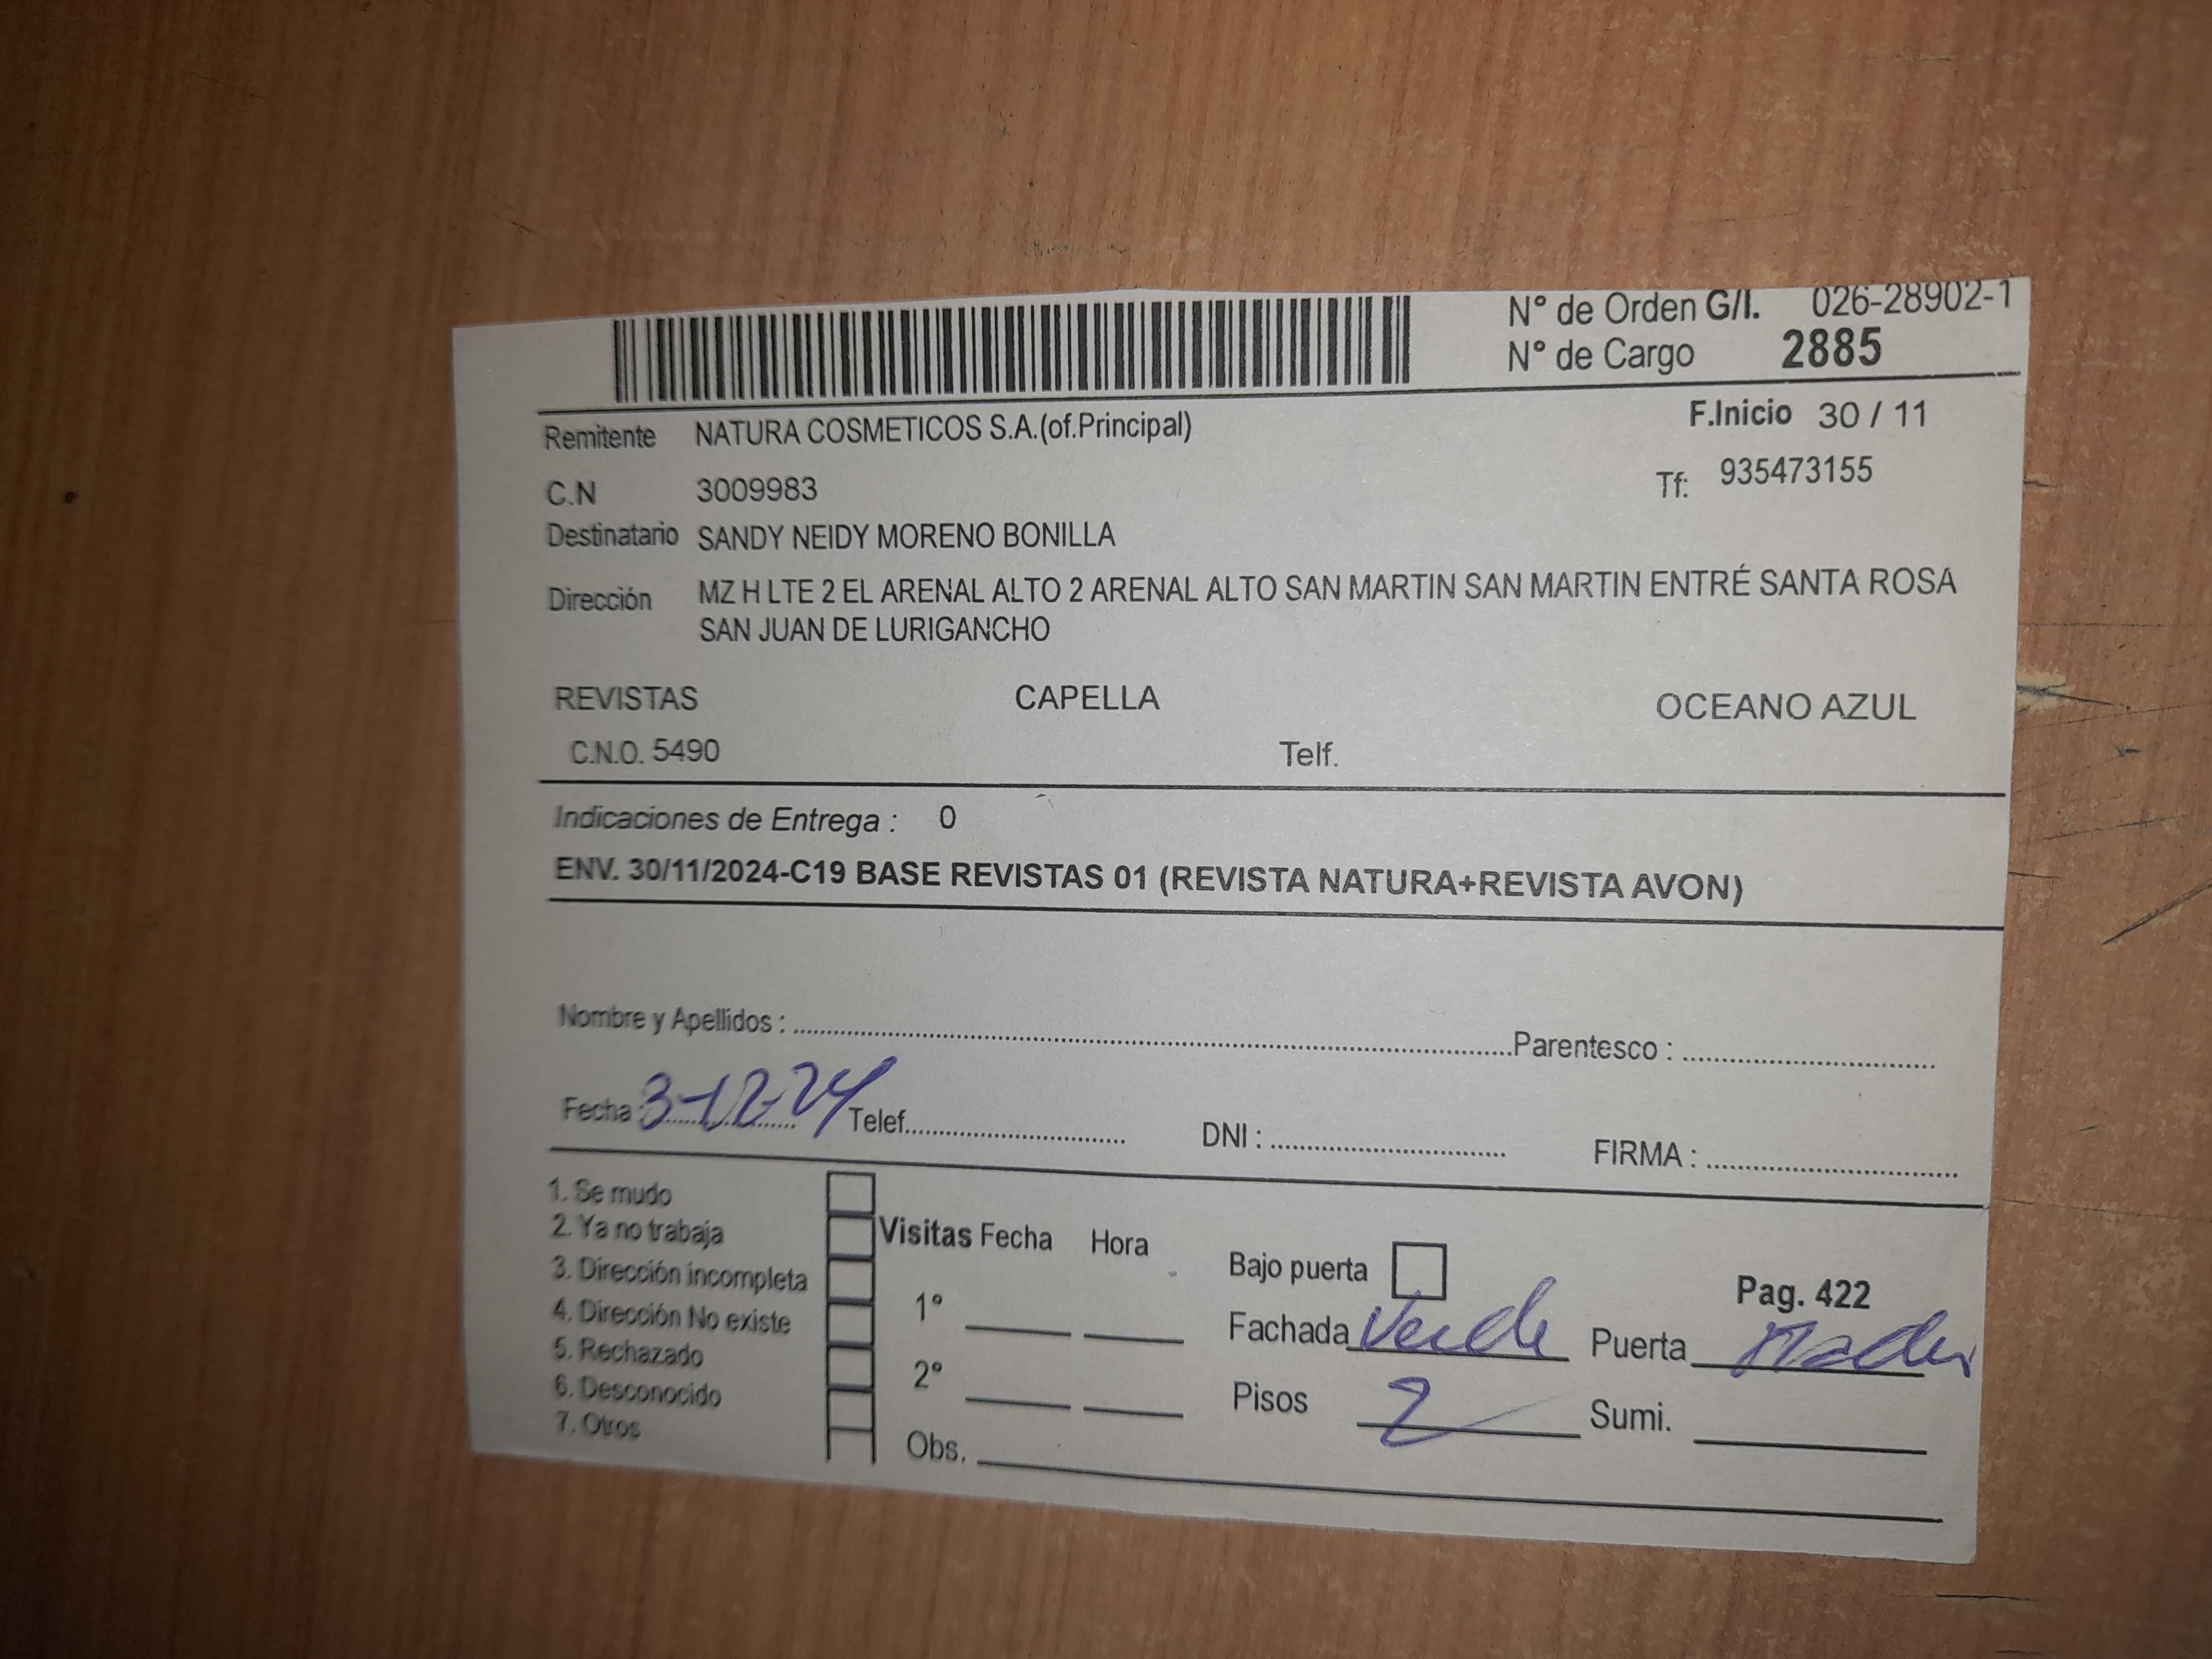 N° de Orden G/I. 026-28902-1
N° de Cargo 2885
F.Inicio 30 / 11
Remitente NATURA COSMETICOS S.A.(of.Principal)
C.N 3009983
Tf: 935473155
Destinatario SANDY NEIDY MORENO BONILLA
Dirección MZ H LTE 2 EL ARENAL ALTO 2 ARENAL ALTO SAN MARTIN SAN MARTIN ENTRÉ SANTA ROSA
SAN JUAN DE LURIGANCHO
REVISTAS CAPELLA OCEANO AZUL
C.N.O. 5490 Telf.
Indicaciones de Entrega : 0
ENV. 30/11/2024-C19 BASE REVISTAS 01 (REVISTA NATURA+REVISTA AVON)
Nombre y Apellidos : Parentesco :
Fecha 3-12-24 Telef. DNI : FIRMA :
1. Se mudo
2. Ya no trabaja
3. Dirección incompleta
4. Dirección No existe
5. Rechazado
6. Desconocido
7. Otros
Visitas Fecha Hora
1°
2°
Obs.
Bajo puerta
Pag. 422
Fachada Verde Puerta
Pisos 2 Sumi.